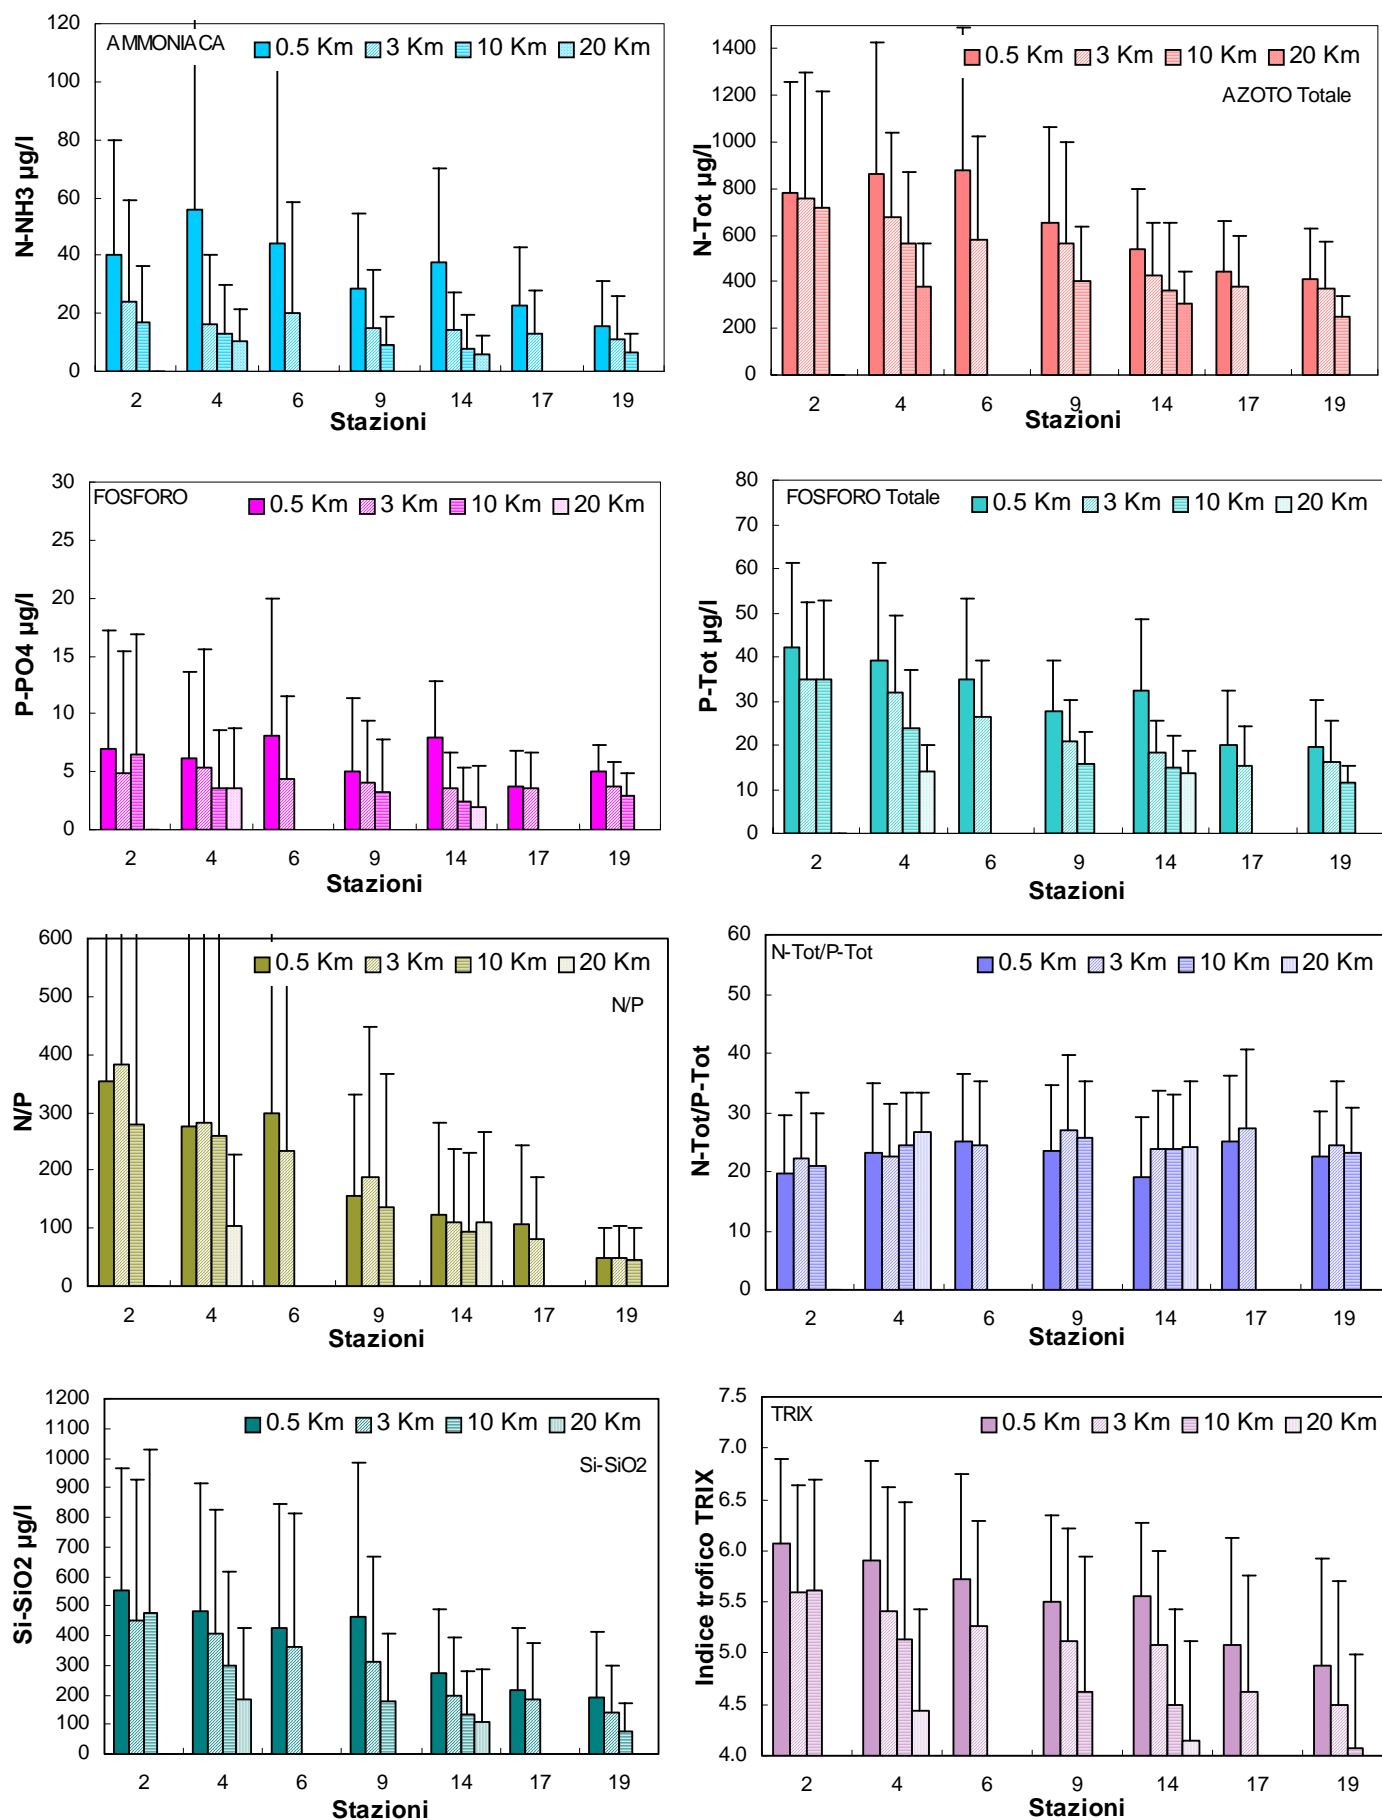 AMMONIACA
0.5 Km 3 Km 10 Km 20 Km
N-NH3 µg/l
120
100
80
60
40
20
0
2 4 6 9 14 17 19
Stazioni
0.5 Km 3 Km 10 Km 20 Km
AZOTO Totale
N-Tot µg/l
1400
1200
1000
800
600
400
200
0
2 4 6 9 14 17 19
Stazioni
FOSFORO
0.5 Km 3 Km 10 Km 20 Km
P-PO4 µg/l
30
25
20
15
10
5
0
2 4 6 9 14 17 19
Stazioni
FOSFORO Totale
0.5 Km 3 Km 10 Km 20 Km
P-Tot µg/l
80
70
60
50
40
30
20
10
0
2 4 6 9 14 17 19
Stazioni
0.5 Km 3 Km 10 Km 20 Km
N/P
N/P
600
500
400
300
200
100
0
2 4 6 9 14 17 19
Stazioni
N-Tot/P-Tot
0.5 Km 3 Km 10 Km 20 Km
N-Tot/P-Tot
60
50
40
30
20
10
0
2 4 6 9 14 17 19
Stazioni
0.5 Km 3 Km 10 Km 20 Km
Si-SiO2
Si-SiO2 µg/l
1200
1100
1000
900
800
700
600
500
400
300
200
100
0
2 4 6 9 14 17 19
Stazioni
TRIX
0.5 Km 3 Km 10 Km 20 Km
Indice trofico TRIX
7.5
7.0
6.5
6.0
5.5
5.0
4.5
4.0
2 4 6 9 14 17 19
Stazioni